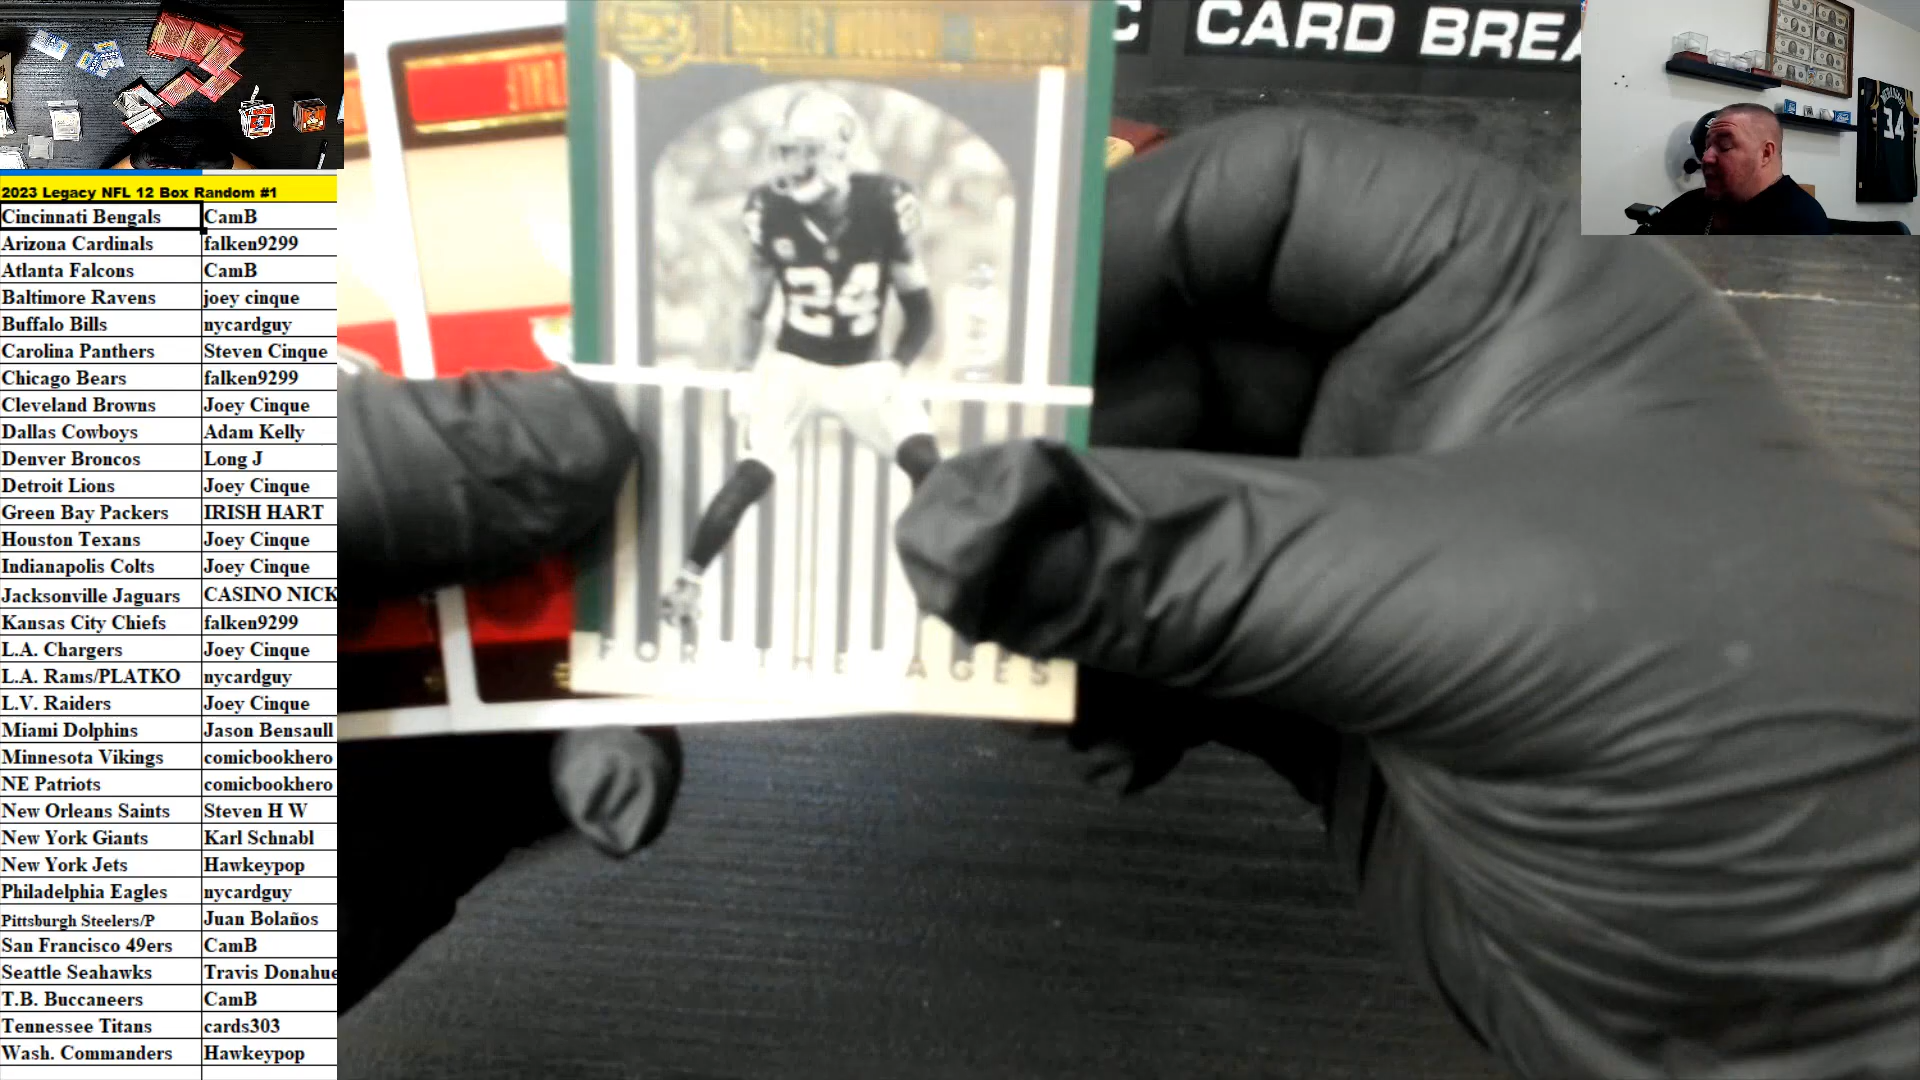 CARD BREA
34
24
FOR THE AGES
2023 Legacy NFL 12 Box Random #1
Cincinnati Bengals CamB
Arizona Cardinals falken9299
Atlanta Falcons CamB
Baltimore Ravens joey cinque
Buffalo Bills nycardguy
Carolina Panthers Steven Cinque
Chicago Bears falken9299
Cleveland Browns Joey Cinque
Dallas Cowboys Adam Kelly
Denver Broncos Long J
Detroit Lions Joey Cinque
Green Bay Packers IRISH HART
Houston Texans Joey Cinque
Indianapolis Colts Joey Cinque
Jacksonville Jaguars CASINO NICK
Kansas City Chiefs falken9299
L.A. Chargers Joey Cinque
L.A. Rams/PLATKO nycardguy
L.V. Raiders Joey Cinque
Miami Dolphins Jason Bensaull
Minnesota Vikings comicbookhero
NE Patriots comicbookhero
New Orleans Saints Steven H W
New York Giants Karl Schnabl
New York Jets Hawkeypop
Philadelphia Eagles nycardguy
Pittsburgh Steelers/P Juan Bolaños
San Francisco 49ers CamB
Seattle Seahawks Travis Donahue
T.B. Buccaneers CamB
Tennessee Titans cards303
Wash. Commanders Hawkeypop